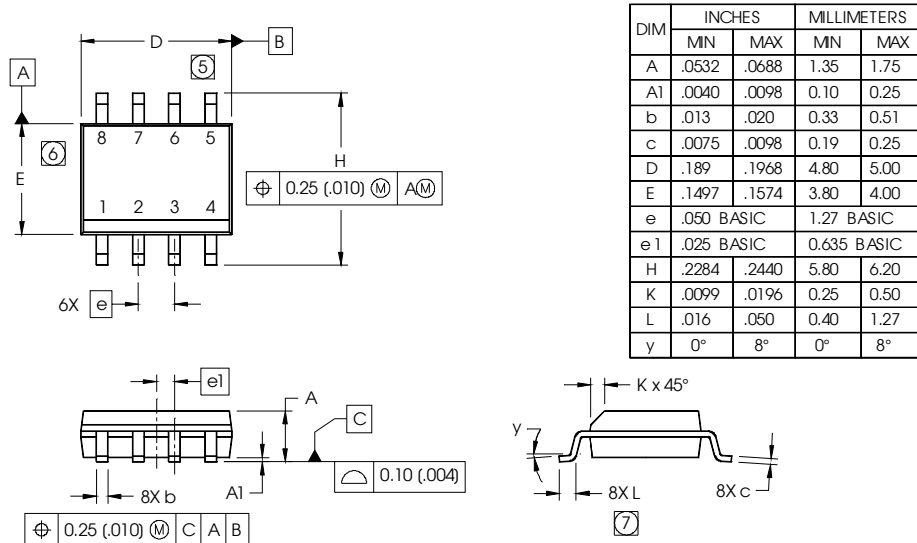 D
B
5
A
8 7 6 5
6
E
H
⌖ 0.25 (.010) Ⓜ AⓂ
1 2 3 4
6X e
DIM INCHES MILLIMETERS
MIN MAX MIN MAX
A .0532 .0688 1.35 1.75
A1 .0040 .0098 0.10 0.25
b .013 .020 0.33 0.51
c .0075 .0098 0.19 0.25
D .189 .1968 4.80 5.00
E .1497 .1574 3.80 4.00
e .050 BASIC 1.27 BASIC
e1 .025 BASIC 0.635 BASIC
H .2284 .2440 5.80 6.20
K .0099 .0196 0.25 0.50
L .016 .050 0.40 1.27
y 0° 8° 0° 8°
e1
A
C
⌓ 0.10 (.004)
8X b
A1
⌖ 0.25 (.010) Ⓜ C A B
K x 45°
y
8X L
8X c
7